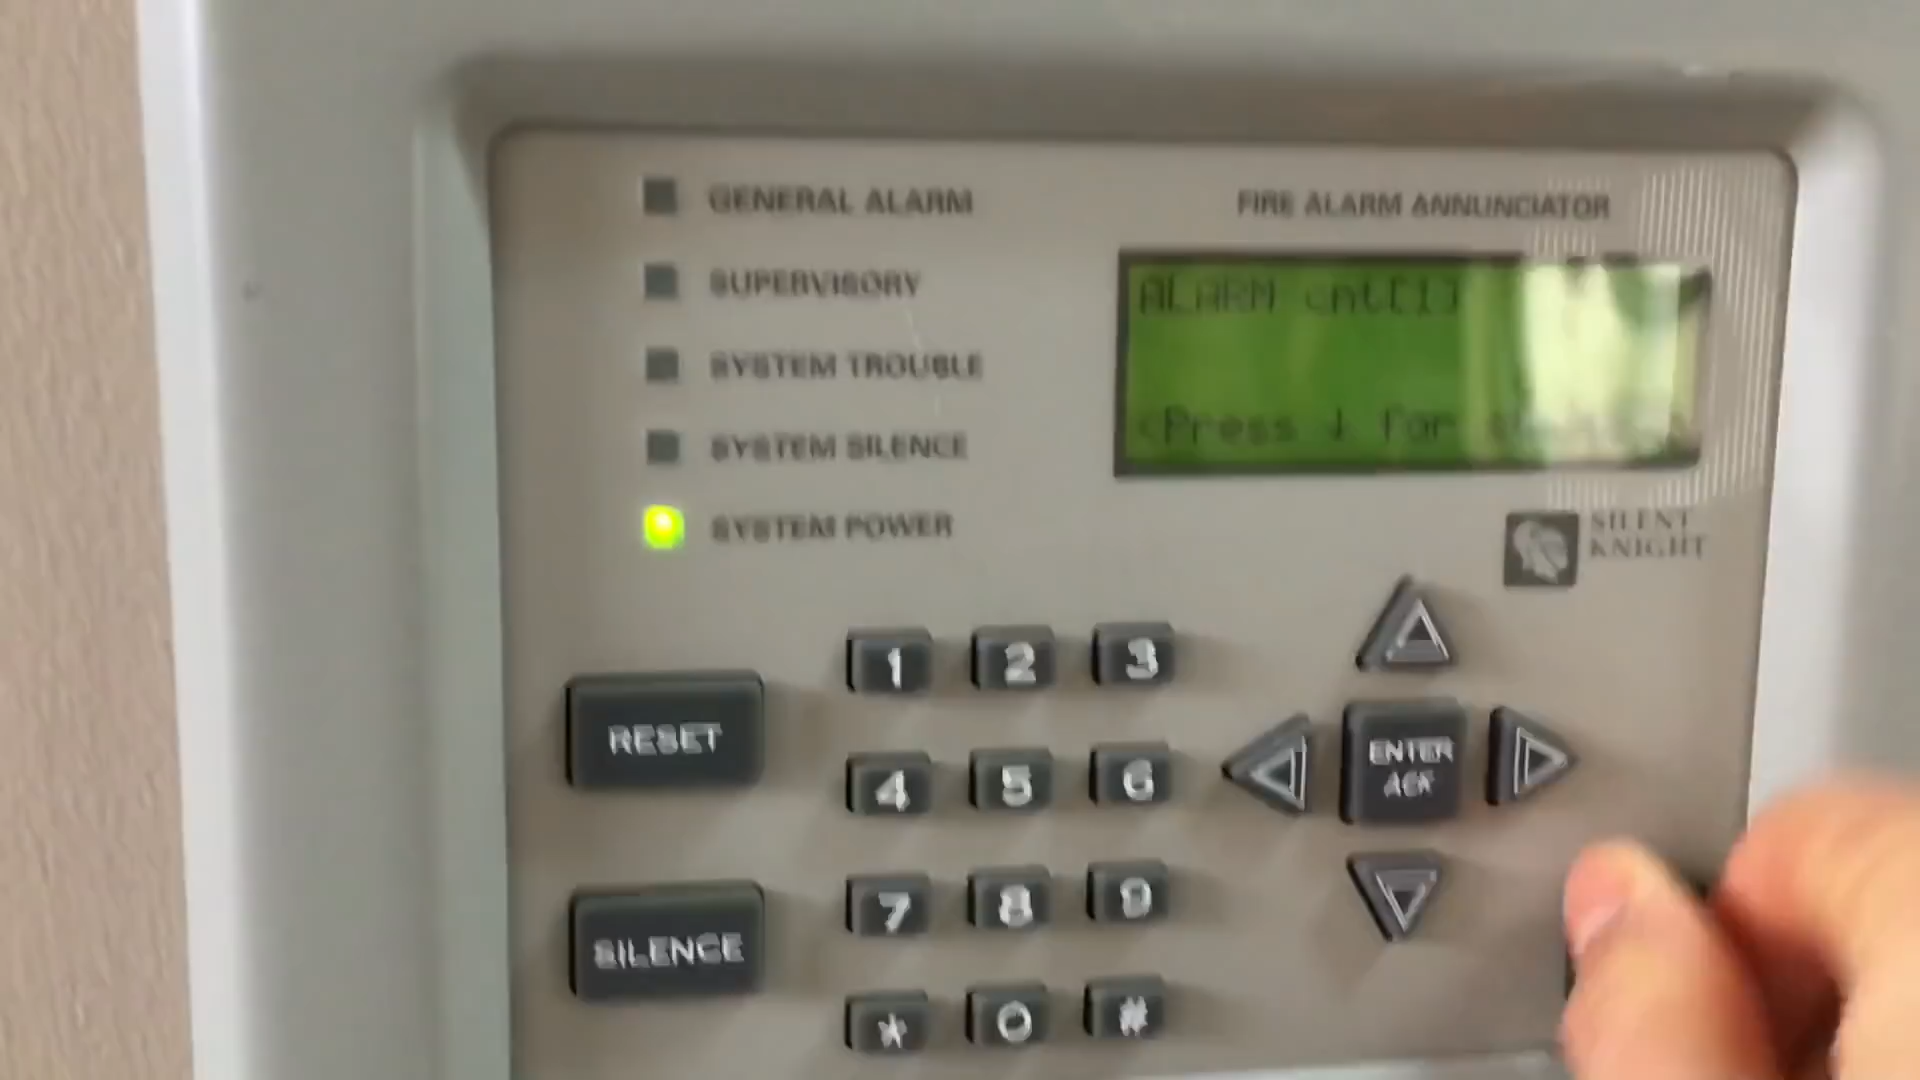 GENERAL ALARM
SUPERVISORY
SYSTEM TROUBLE
SYSTEM SILENCE
SYSTEM POWER
FIRE ALARM ANNUNCIATOR
ALARM cnt[1]
<Press ↓ for
SILENT
KNIGHT
1 2 3
4 5 6
7 8 9
* 0 #
RESET
SILENCE
ENTER
ACK